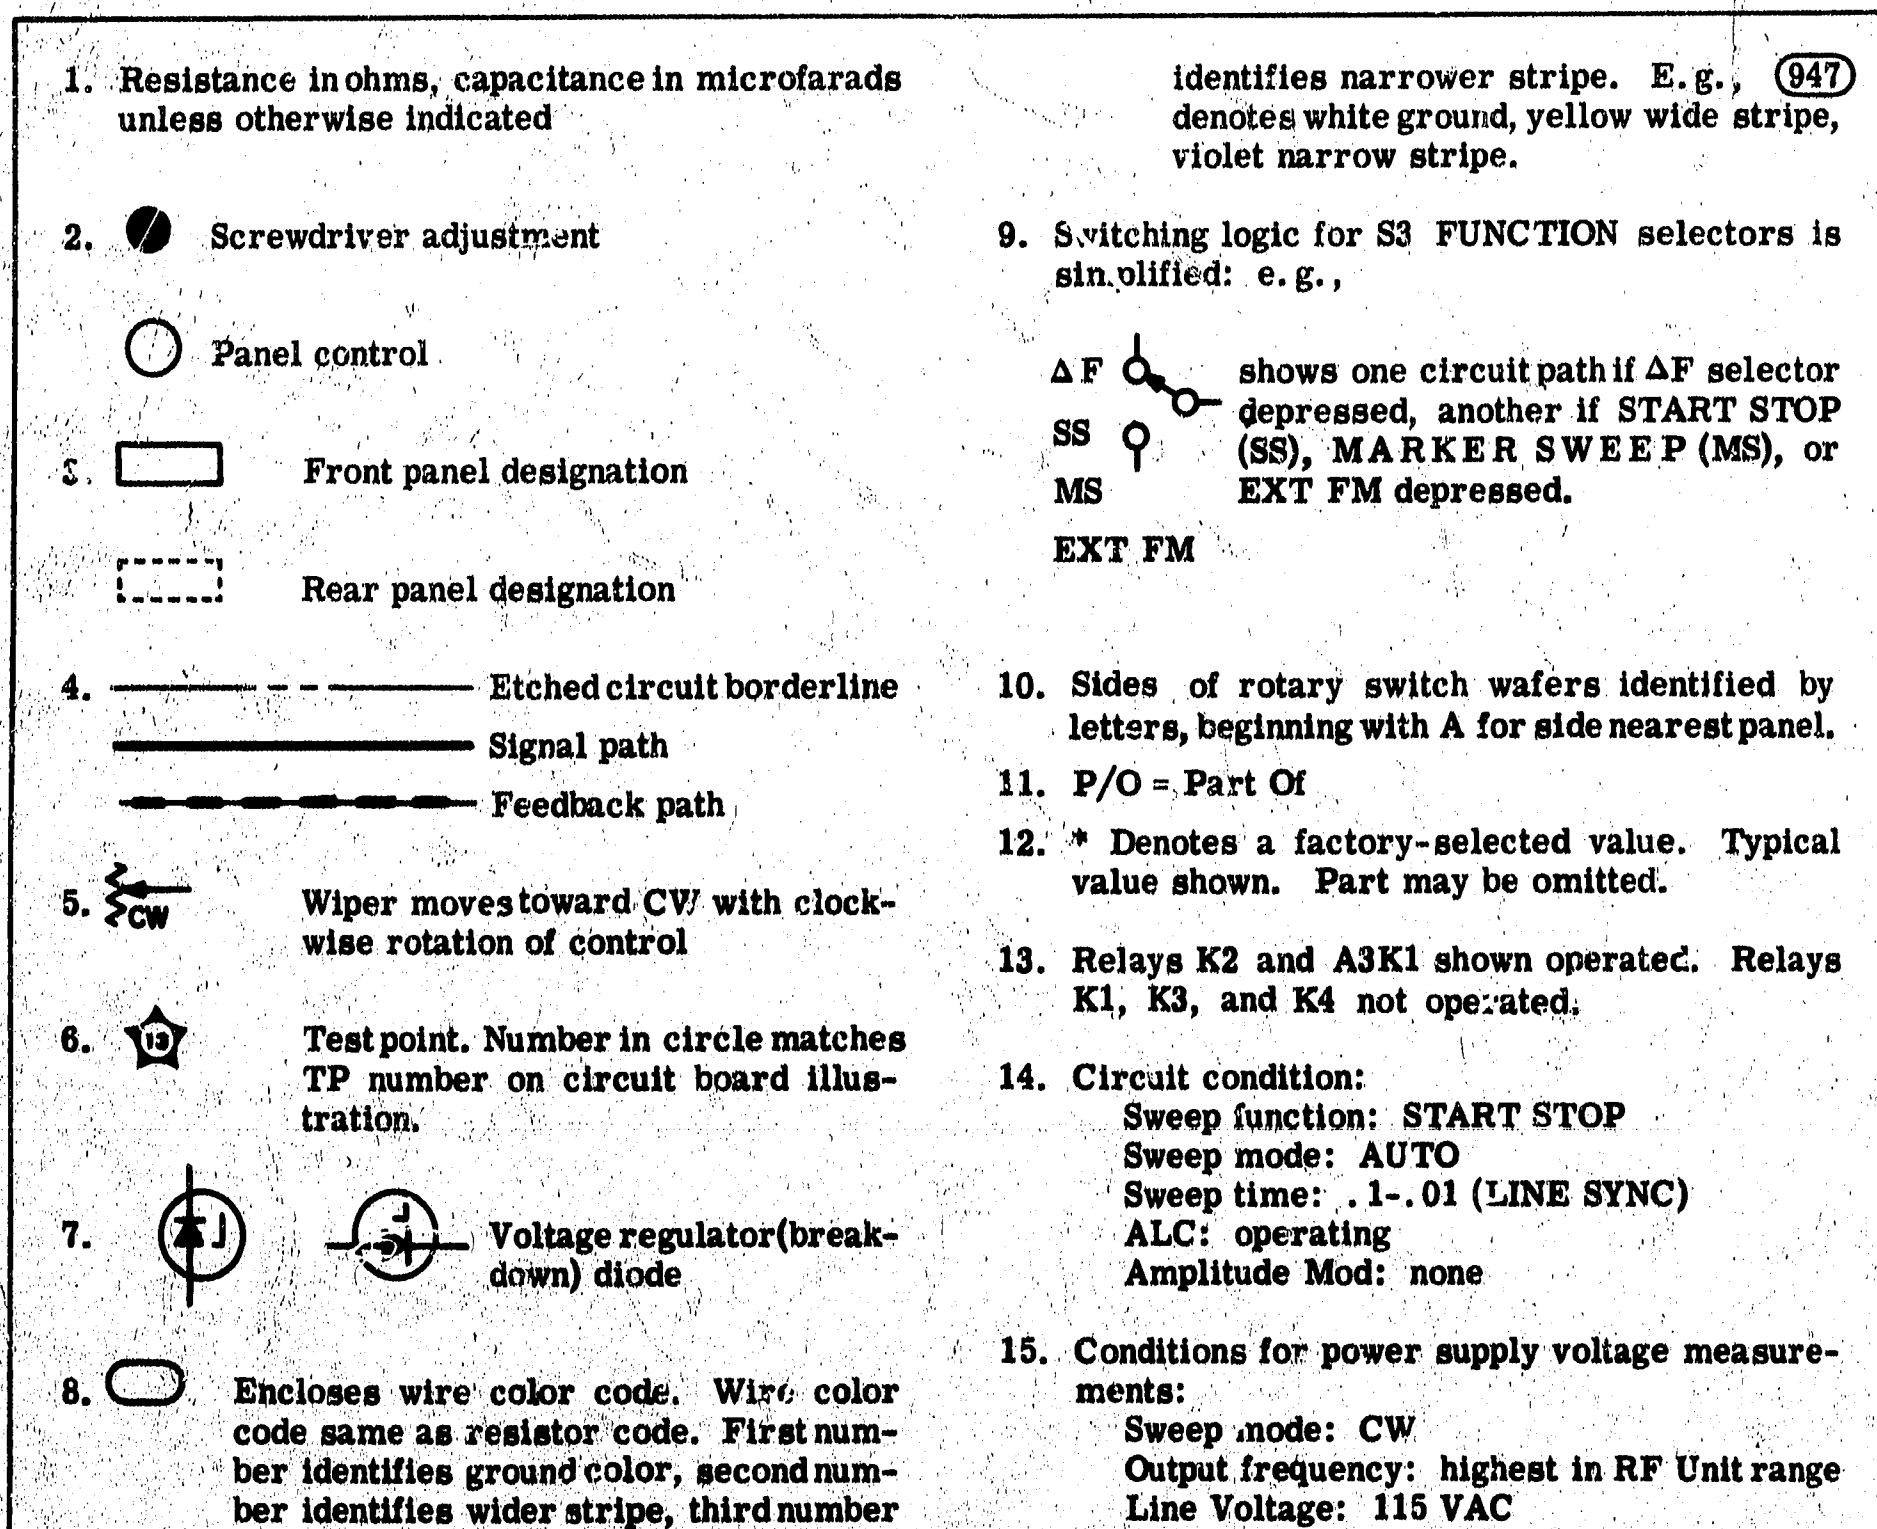 1. Resistance in ohms, capacitance in microfarads
unless otherwise indicated
2. Screwdriver adjustment
Panel control
3. Front panel designation
Rear panel designation
4. Etched circuit borderline
Signal path
Feedback path
5. CW Wiper moves toward CW with clock-
wise rotation of control
6. 13 Test point. Number in circle matches
TP number on circuit board illus-
tration.
7. Voltage regulator (break-
down) diode
8. Encloses wire color code. Wire color
code same as resistor code. First num-
ber identifies ground color, second num-
ber identifies wider stripe, third number
identifies narrower stripe. E.g., 947
denotes white ground, yellow wide stripe,
violet narrow stripe.
9. Switching logic for S3 FUNCTION selectors is
simplified: e.g.,
ΔF shows one circuit path if ΔF selector
depressed, another if START STOP
SS (SS), MARKER SWEEP (MS), or
MS EXT FM depressed.
EXT FM
10. Sides of rotary switch wafers identified by
letters, beginning with A for side nearest panel.
11. P/O = Part Of
12. * Denotes a factory-selected value. Typical
value shown. Part may be omitted.
13. Relays K2 and A3K1 shown operated. Relays
K1, K3, and K4 not operated.
14. Circuit condition:
Sweep function: START STOP
Sweep mode: AUTO
Sweep time: .1-.01 (LINE SYNC)
ALC: operating
Amplitude Mod: none
15. Conditions for power supply voltage measure-
ments:
Sweep mode: CW
Output frequency: highest in RF Unit range
Line Voltage: 115 VAC